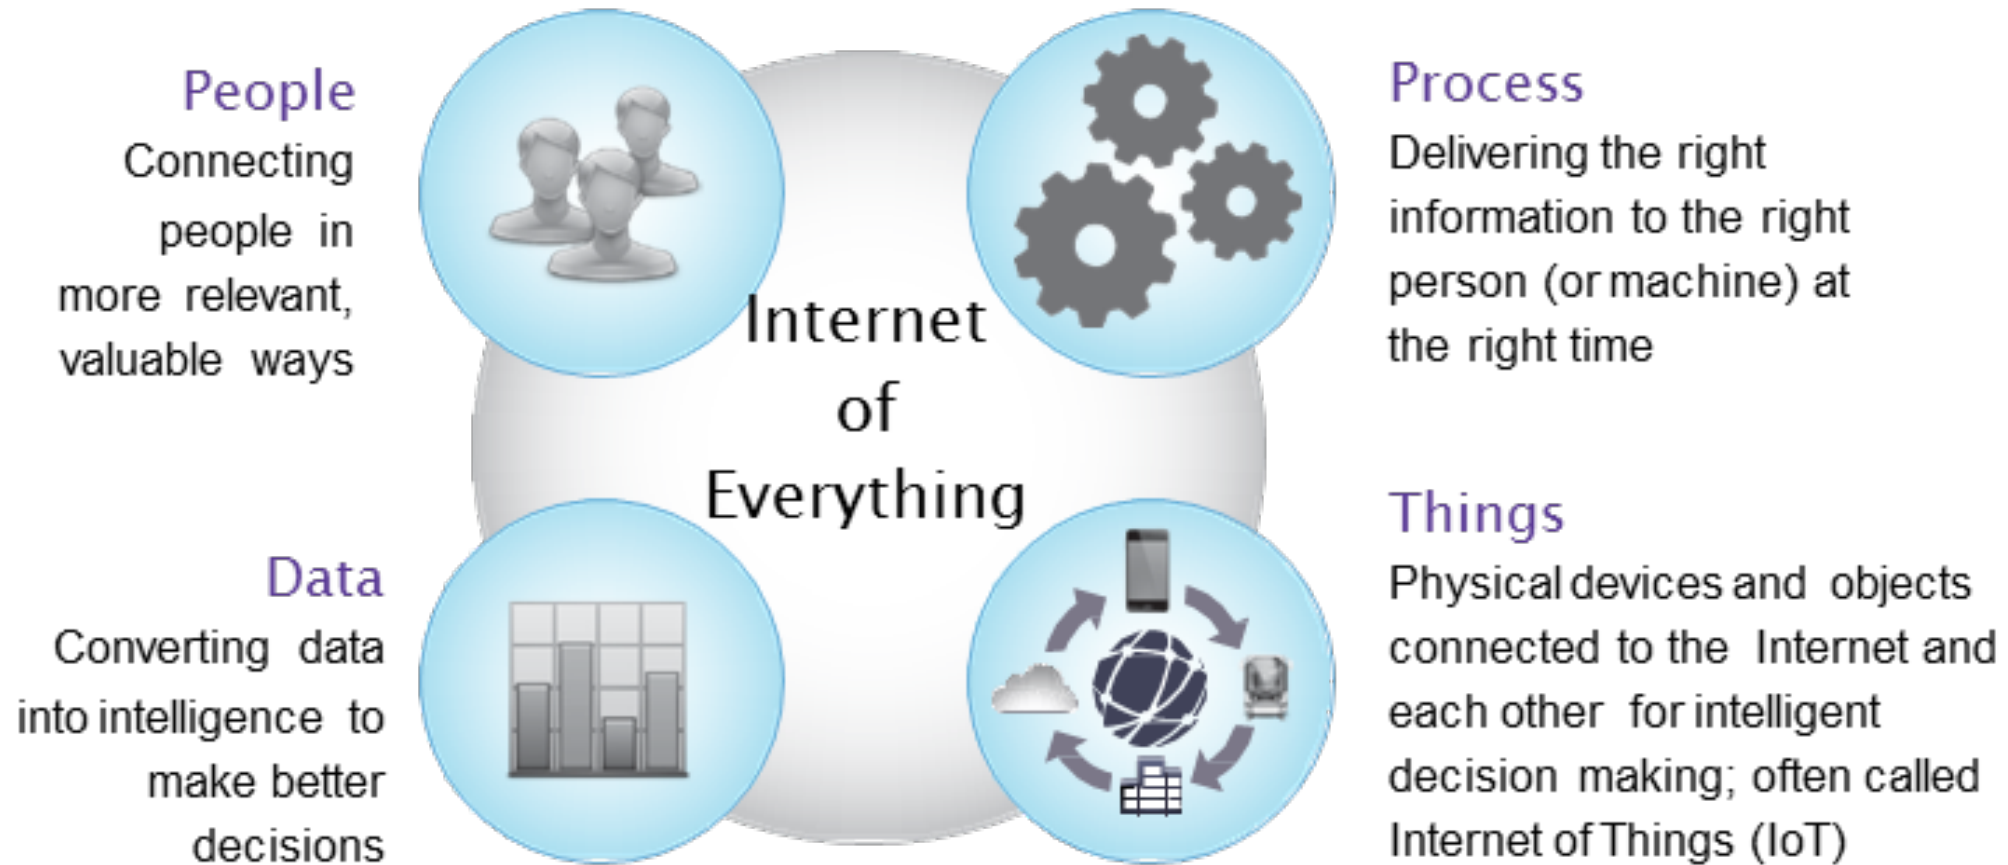 People
Connecting
people in
more relevant,
valuable ways
Process
Delivering the right
information to the right
person (or machine) at
the right time
Internet
of
Everything
Data
Converting data
into intelligence to
make better
decisions
Things
Physical devices and objects
connected to the Internet and
each other for intelligent
decision making; often called
Internet of Things (IoT)